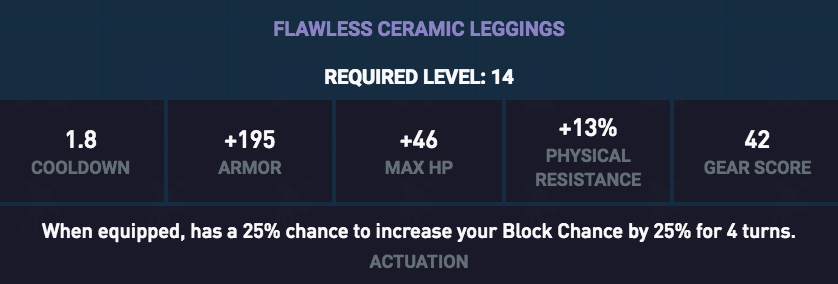 FLAWLESS CERAMIC LEGGINGS
REQUIRED LEVEL: 14
1.8
COOLDOWN
+195
ARMOR
+46
MAX HP
+13%
PHYSICAL
RESISTANCE
42
GEAR SCORE
When equipped, has a 25% chance to increase your Block Chance by 25% for 4 turns.
ACTUATION